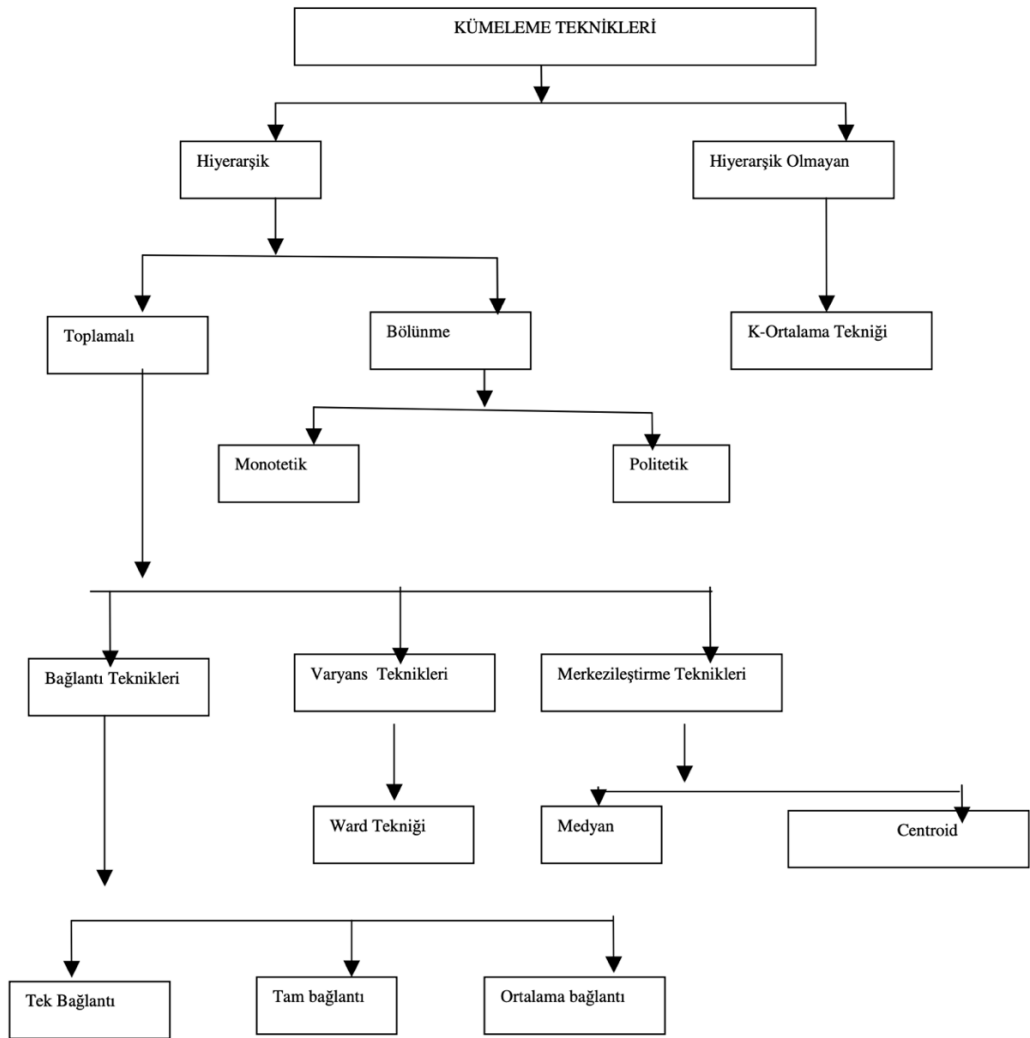 KÜMELEME TEKNİKLERİ
Hiyerarşik
Hiyerarşik Olmayan
Toplamalı
Bölünme
K-Ortalama Tekniği
Monotetik
Politetik
Bağlantı Teknikleri
Varyans Teknikleri
Merkezileştirme Teknikleri
Ward Tekniği
Medyan
Centroid
Tek Bağlantı
Tam bağlantı
Ortalama bağlantı